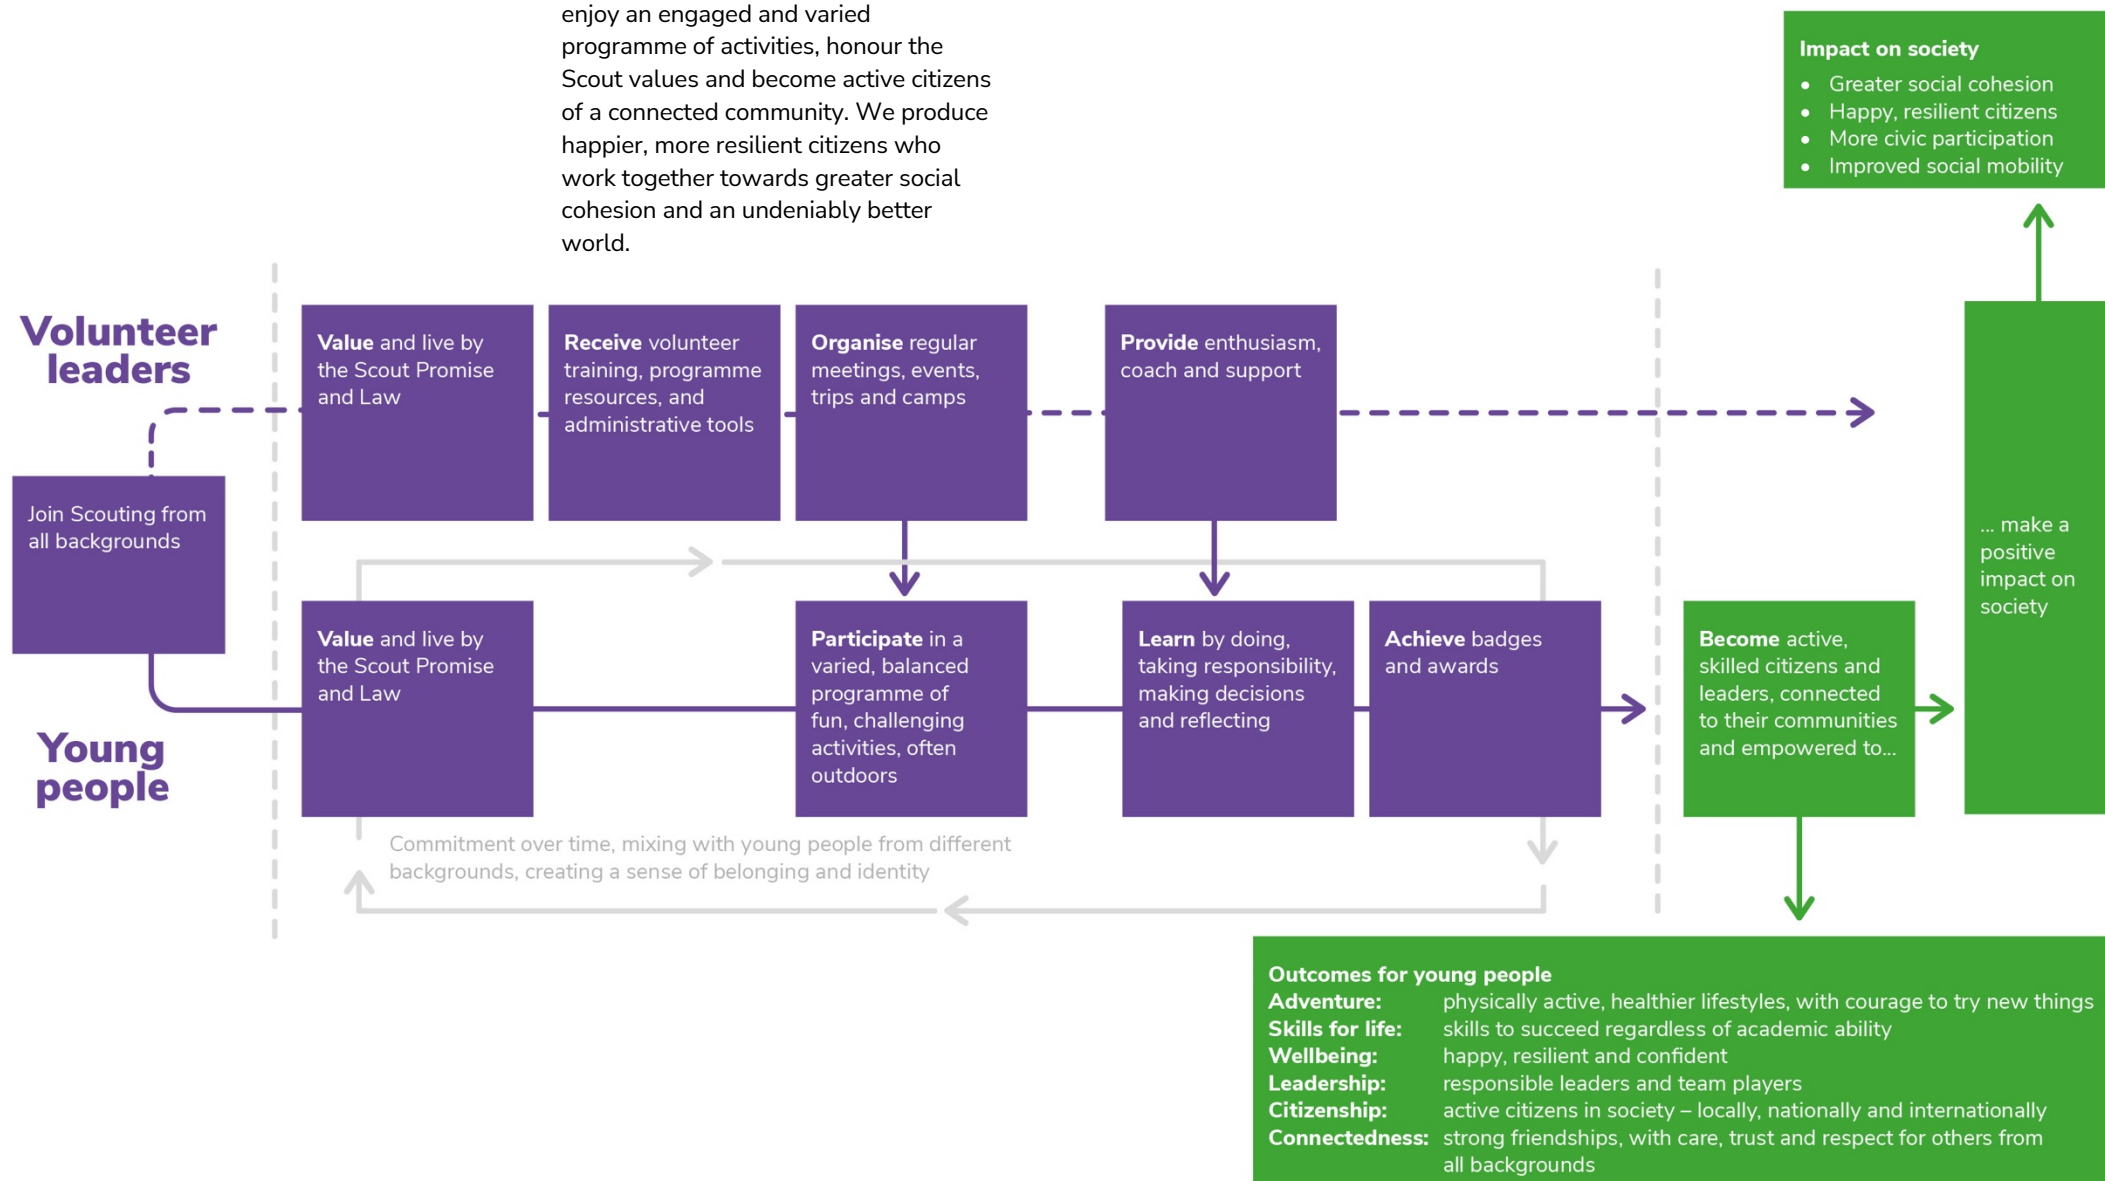 enjoy an engaged and varied
programme of activities, honour the
Scout values and become active citizens
of a connected community. We produce
happier, more resilient citizens who
work together towards greater social
cohesion and an undeniably better
world.
Impact on society
• Greater social cohesion
• Happy, resilient citizens
• More civic participation
• Improved social mobility
Volunteer
leaders
Value and live by
the Scout Promise
and Law
Receive volunteer
training, programme
resources, and
administrative tools
Organise regular
meetings, events,
trips and camps
Provide enthusiasm,
coach and support
Join Scouting from
all backgrounds
Young
people
Value and live by
the Scout Promise
and Law
Participate in a
varied, balanced
programme of
fun, challenging
activities, often
outdoors
Learn by doing,
taking responsibility,
making decisions
and reflecting
Achieve badges
and awards
Become active,
skilled citizens and
leaders, connected
to their communities
and empowered to...
... make a
positive
impact on
society
Commitment over time, mixing with young people from different
backgrounds, creating a sense of belonging and identity
Outcomes for young people
Adventure: physically active, healthier lifestyles, with courage to try new things
Skills for life: skills to succeed regardless of academic ability
Wellbeing: happy, resilient and confident
Leadership: responsible leaders and team players
Citizenship: active citizens in society – locally, nationally and internationally
Connectedness: strong friendships, with care, trust and respect for others from
all backgrounds